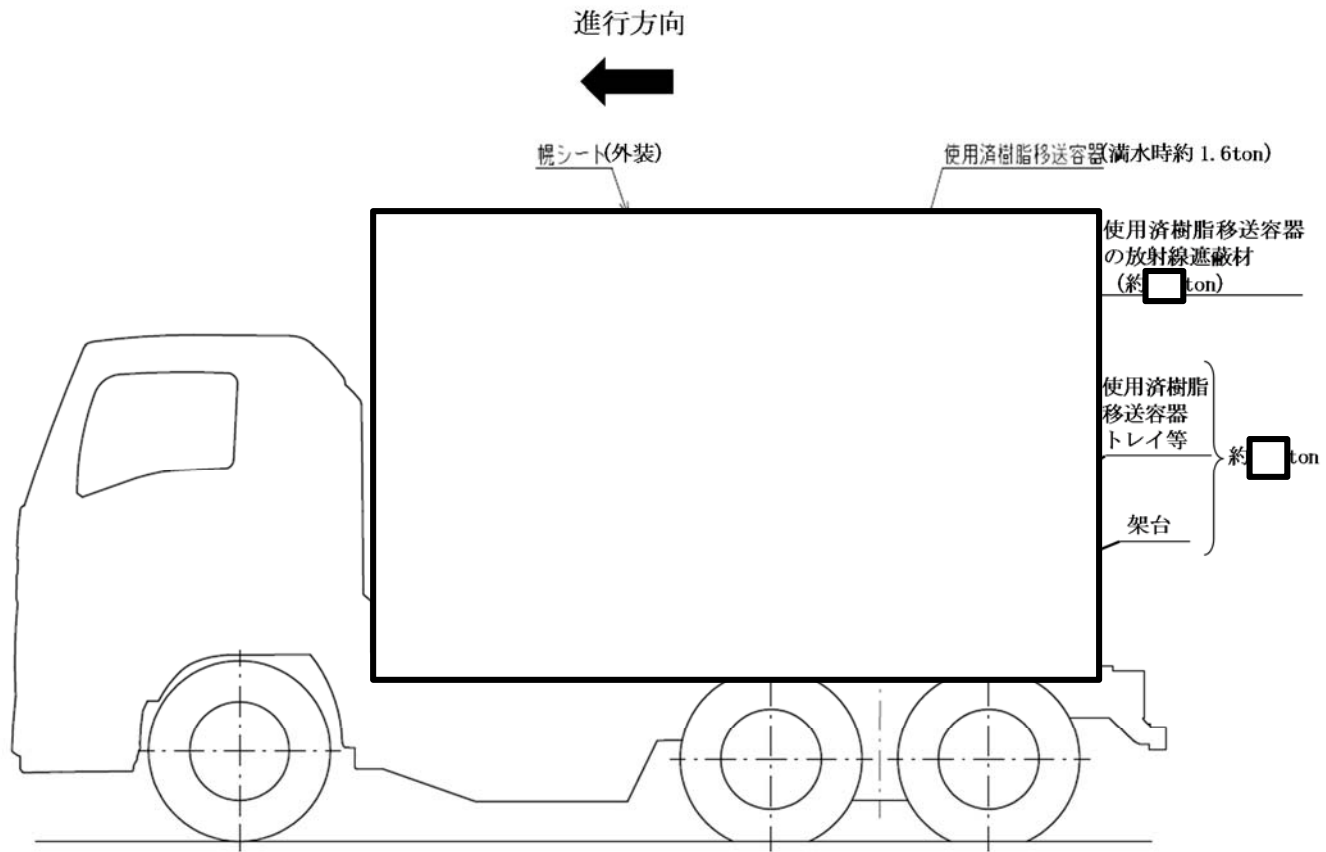 進行方向
幌シート(外装)
使用済樹脂移送容器(満水時約 1.6ton)
使用済樹脂移送容器
の放射線遮蔽材
(約 ton)
使用済樹脂
移送容器
トレイ等
約 ton
架台